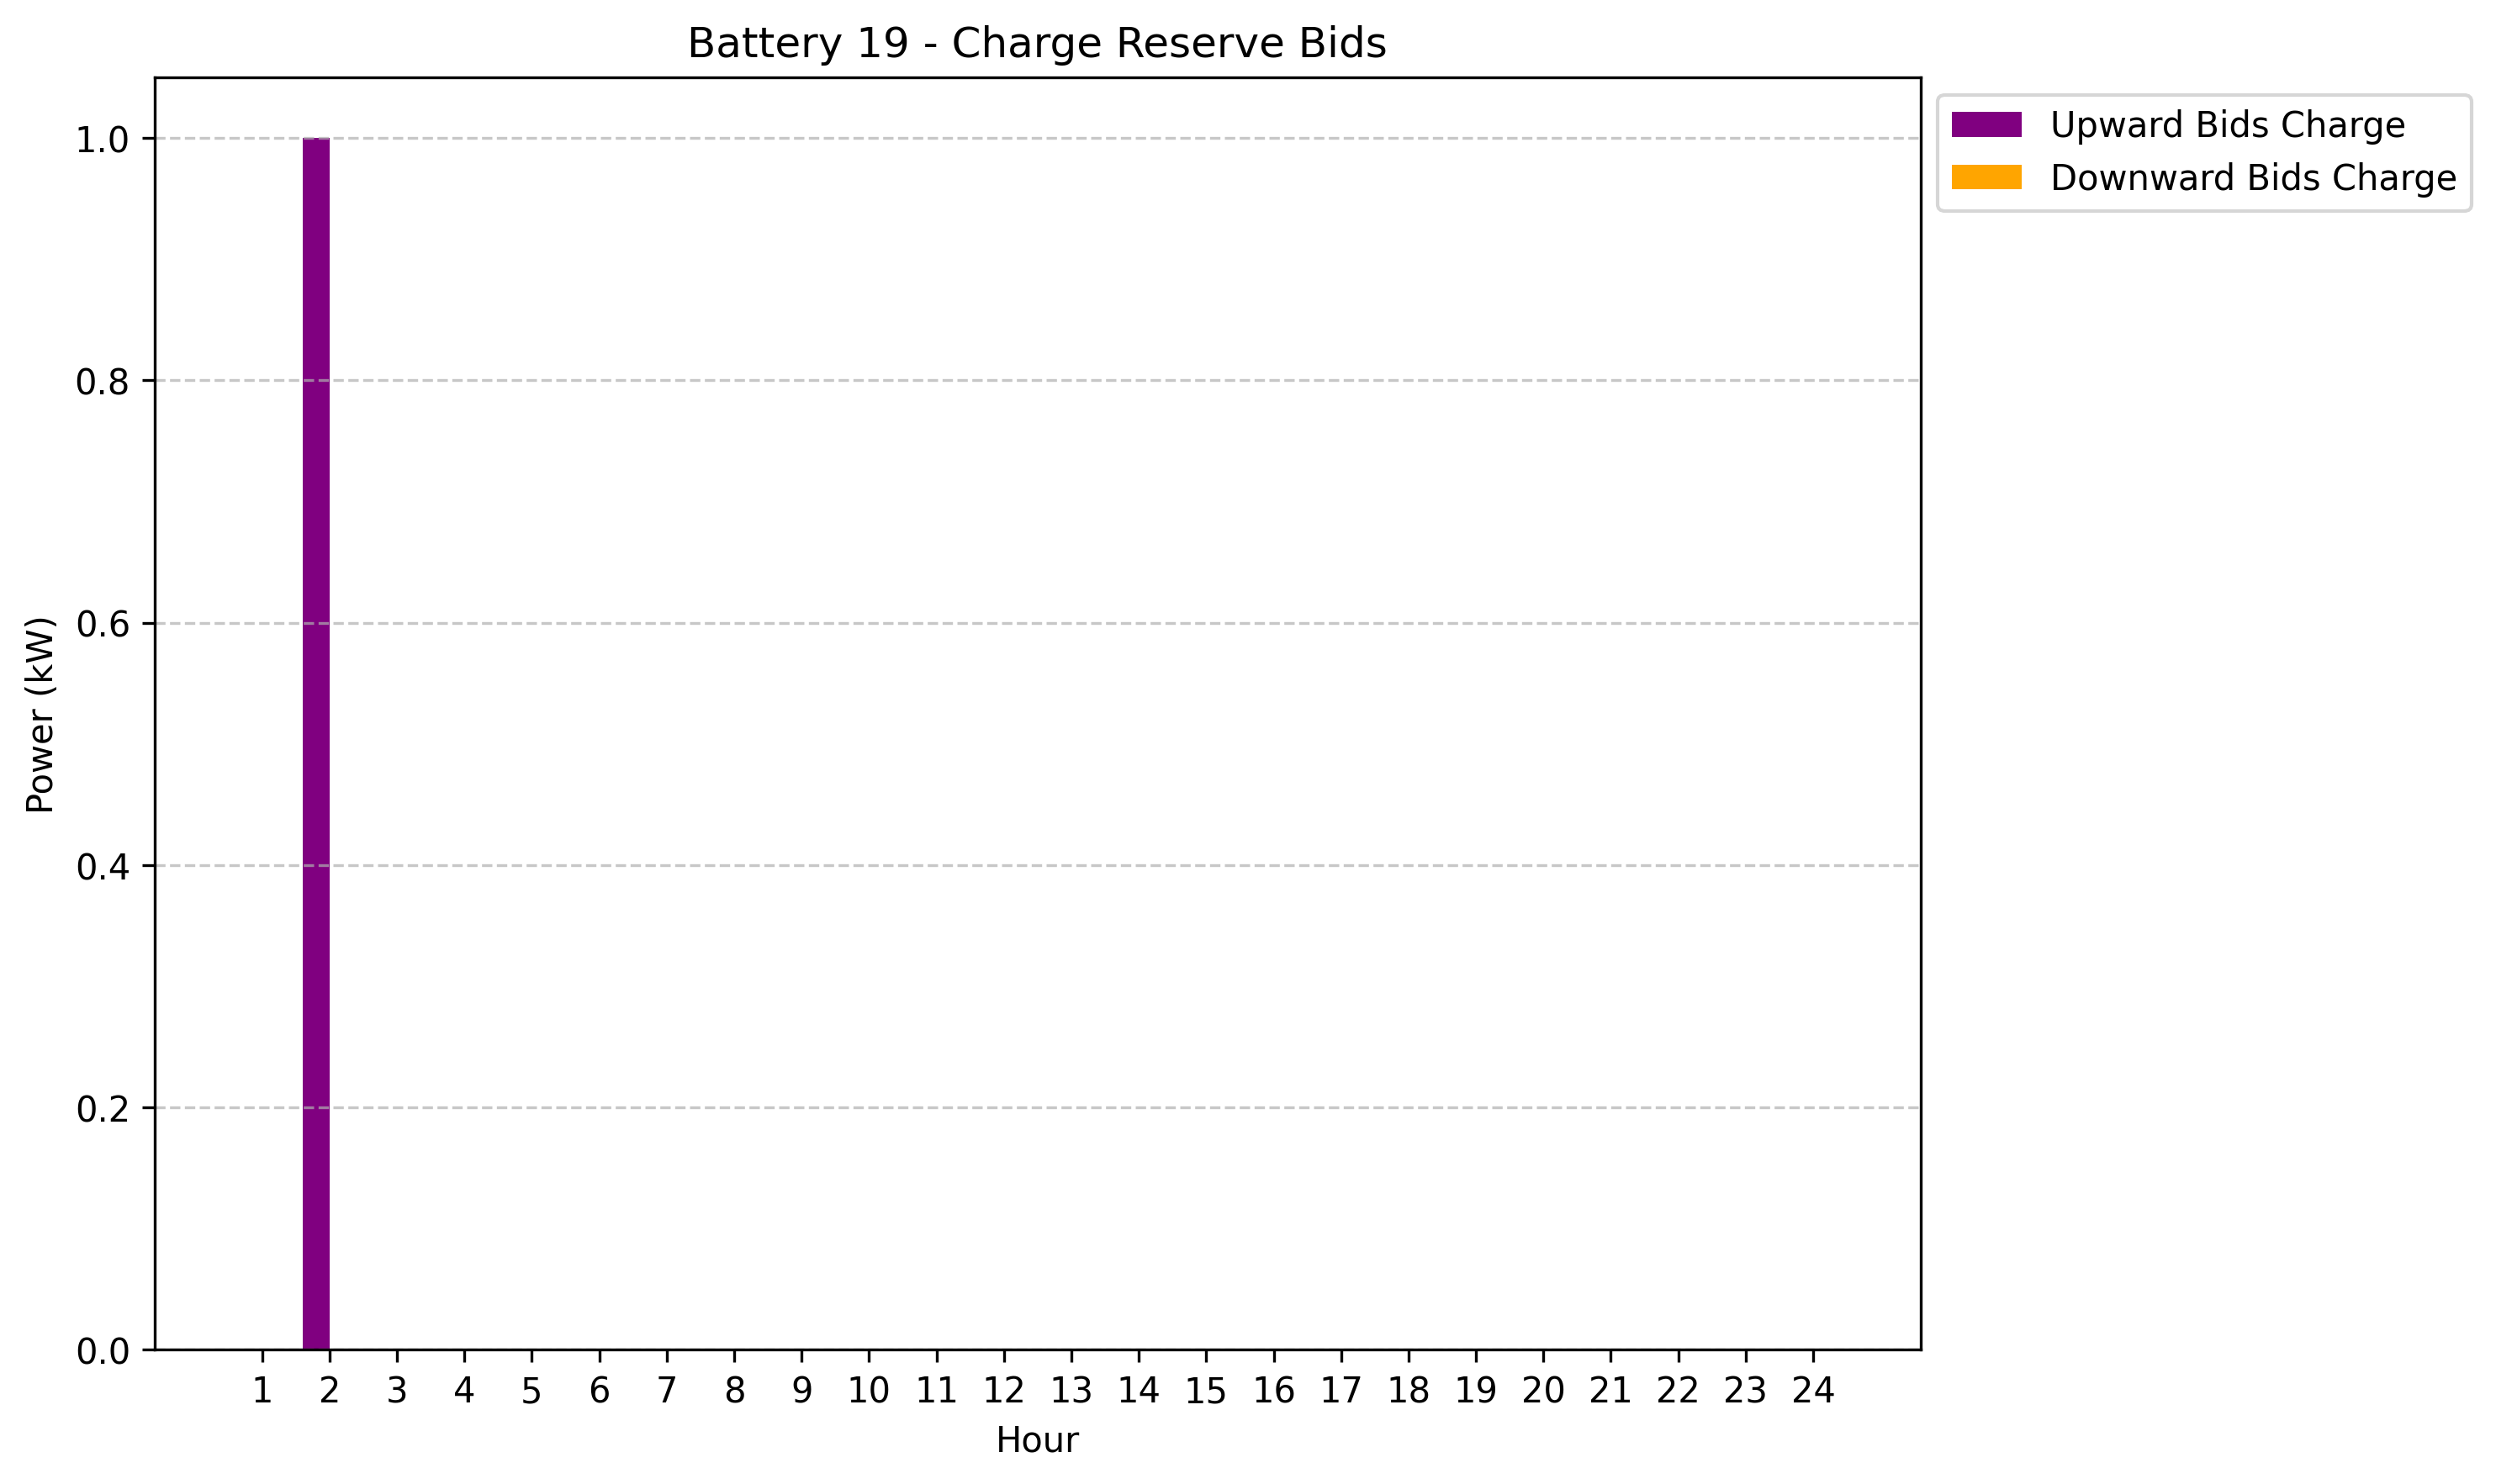 Battery 19 - Charge Reserve Bids
Upward Bids Charge
Downward Bids Charge
Power (kW)
1.0
0.8
0.6
0.4
0.2
0.0
1 2 3 4 5 6 7 8 9 10 11 12 13 14 15 16 17 18 19 20 21 22 23 24
Hour